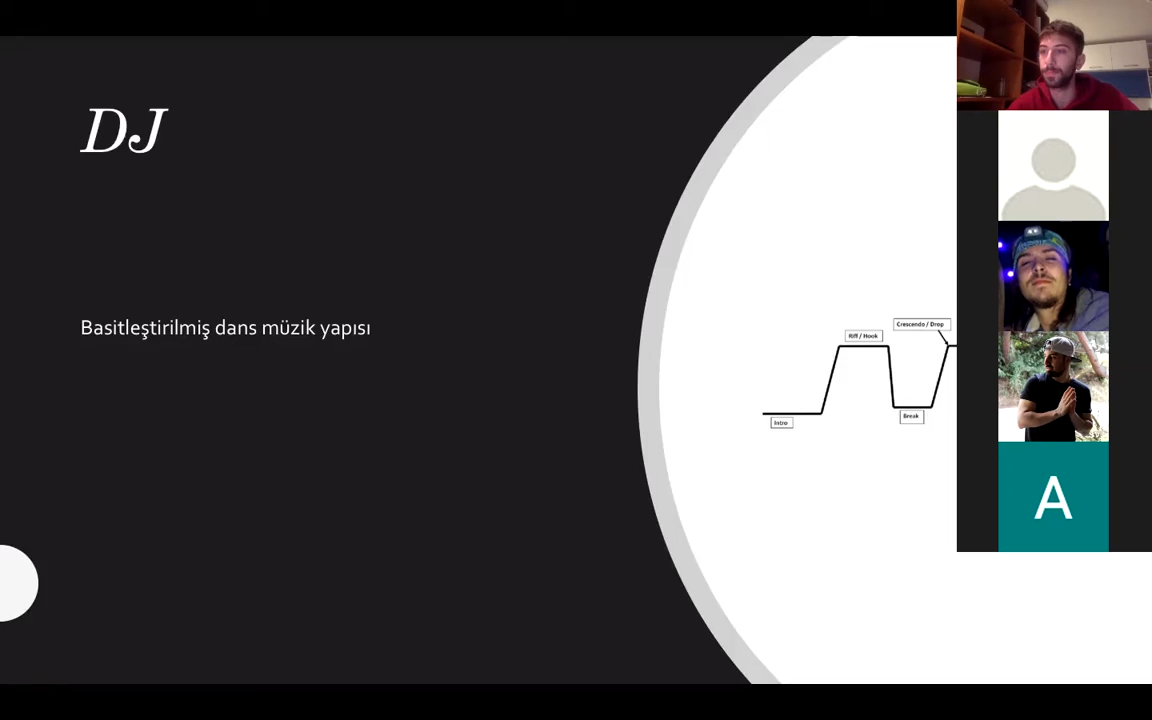 DJ
Basitleştirilmiş dans müzik yapısı
Crescendo / Drop
Riff / Hook
Break
Intro
A